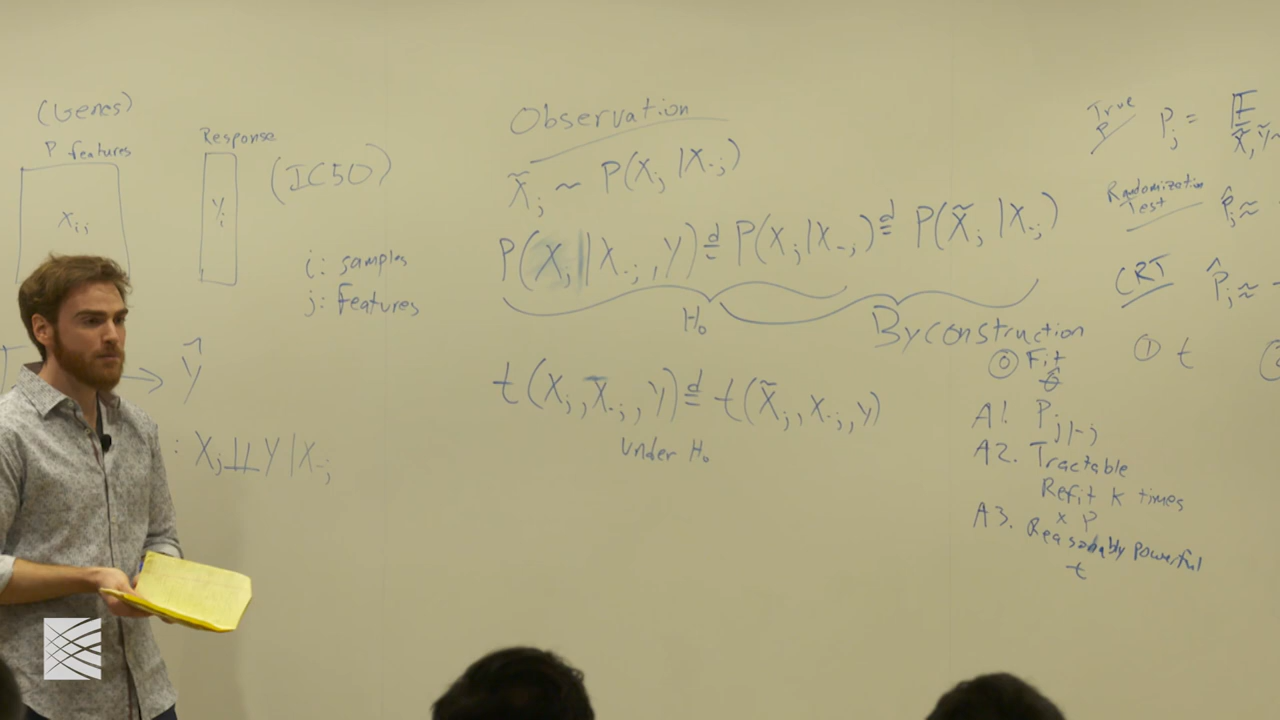 (Genes)
P features
X_ij
Response
Y_i
(IC50)
i: samples
j: features
→ Ŷ
: X_j ⫫ Y | X_-j
Observation
X̃_j ~ P(X_j | X_-j)
P(X_j | X_-j, Y) =^d P(X_j | X_-j) =^d P(X̃_j | X_-j)
H_0
By construction
t(X_j, X_-j, Y) =^d t(X̃_j, X_-j, Y)
under H_0
⓪ Fit
θ̂
A1. P_j|-j
A2. Tractable
Refit K times
x P
A3. Reasonably powerful
t
True
P
P_j = E
X̃, Ỹ~
Randomization
Test
p̂_j ≈
CRT
p̂_j ≈
① t